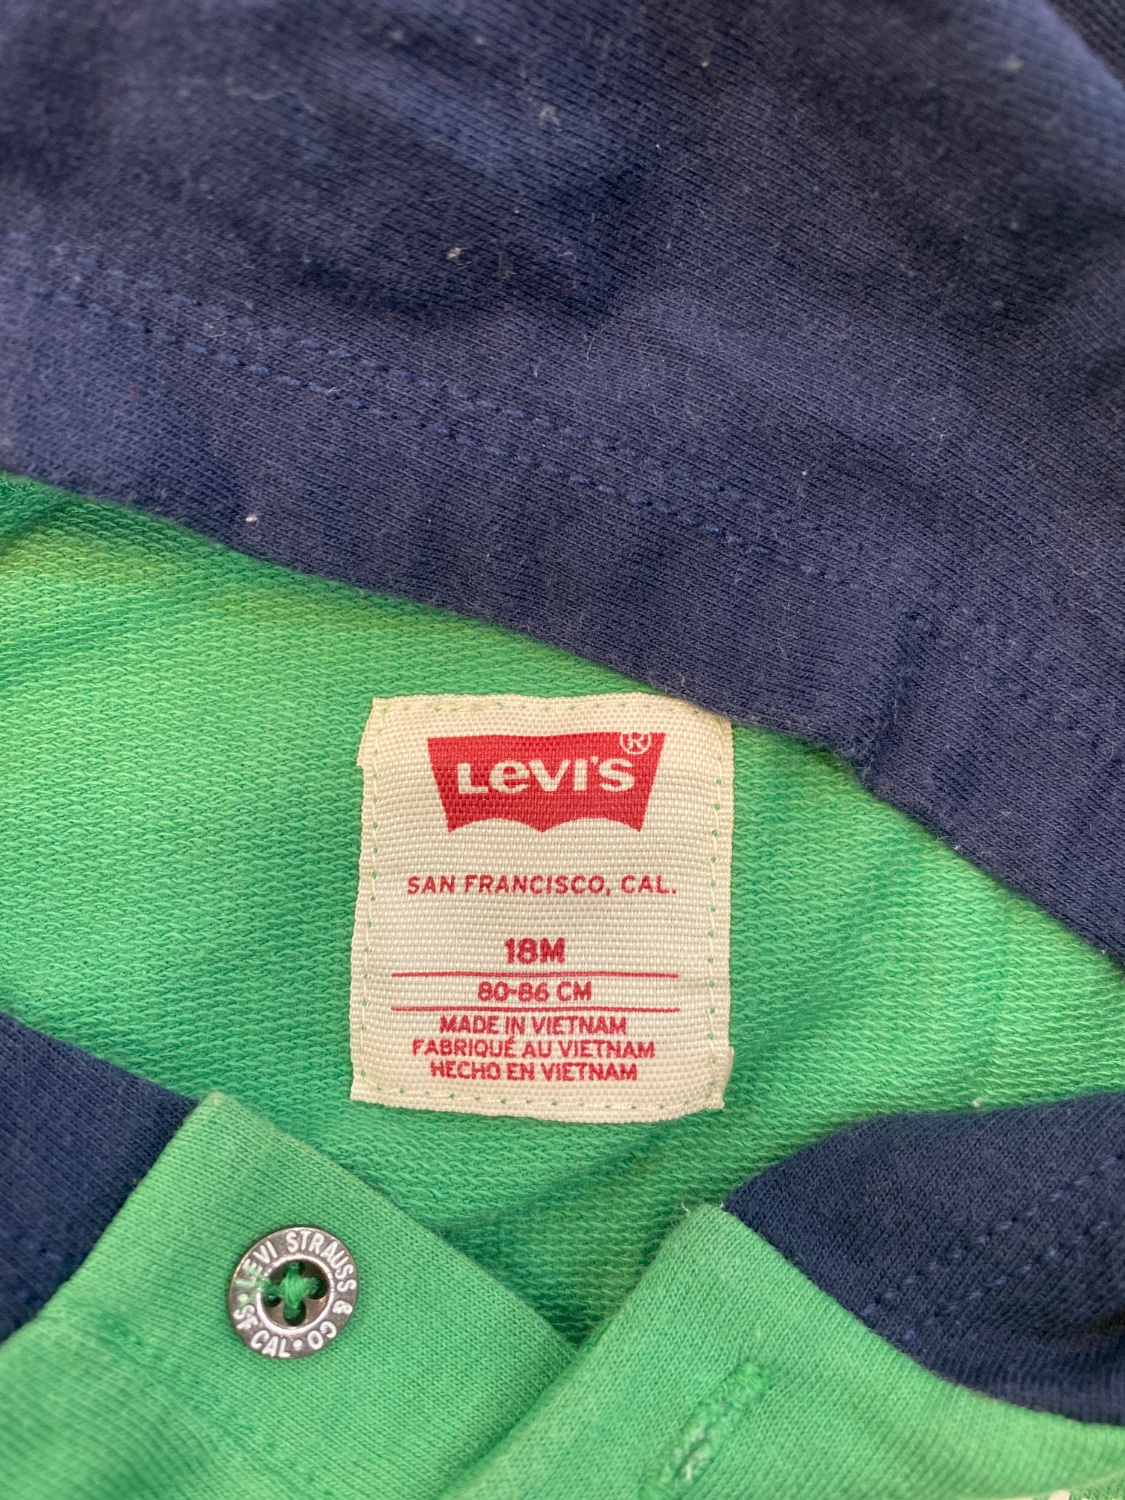 LEVI'S®
SAN FRANCISCO, CAL.
18M
80-86 CM
MADE IN VIETNAM
FABRIQUÉ AU VIETNAM
HECHO EN VIETNAM
LEVI STRAUSS & CO
SF CAL